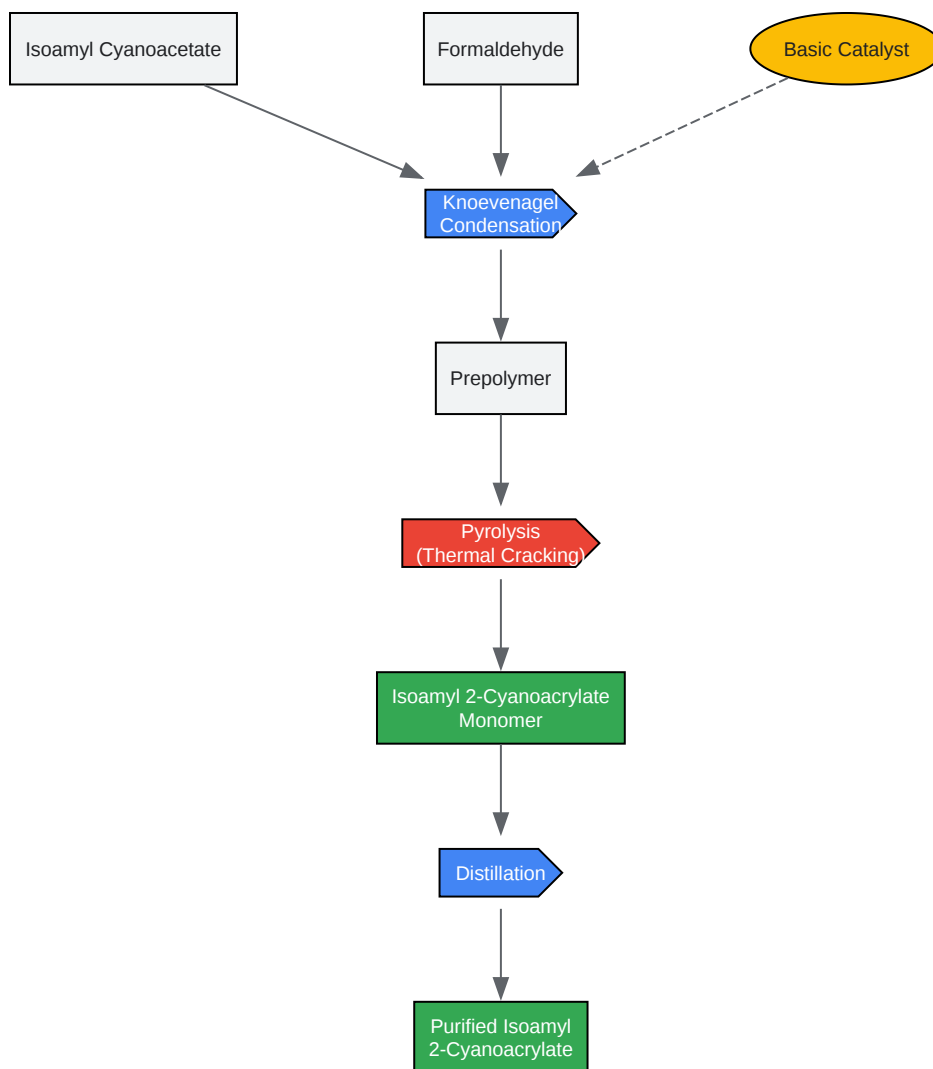 Isoamyl Cyanoacetate
Formaldehyde
Basic Catalyst
Knoevenagel
Condensation
Prepolymer
Pyrolysis
(Thermal Cracking)
Isoamyl 2-Cyanoacrylate
Monomer
Distillation
Purified Isoamyl
2-Cyanoacrylate